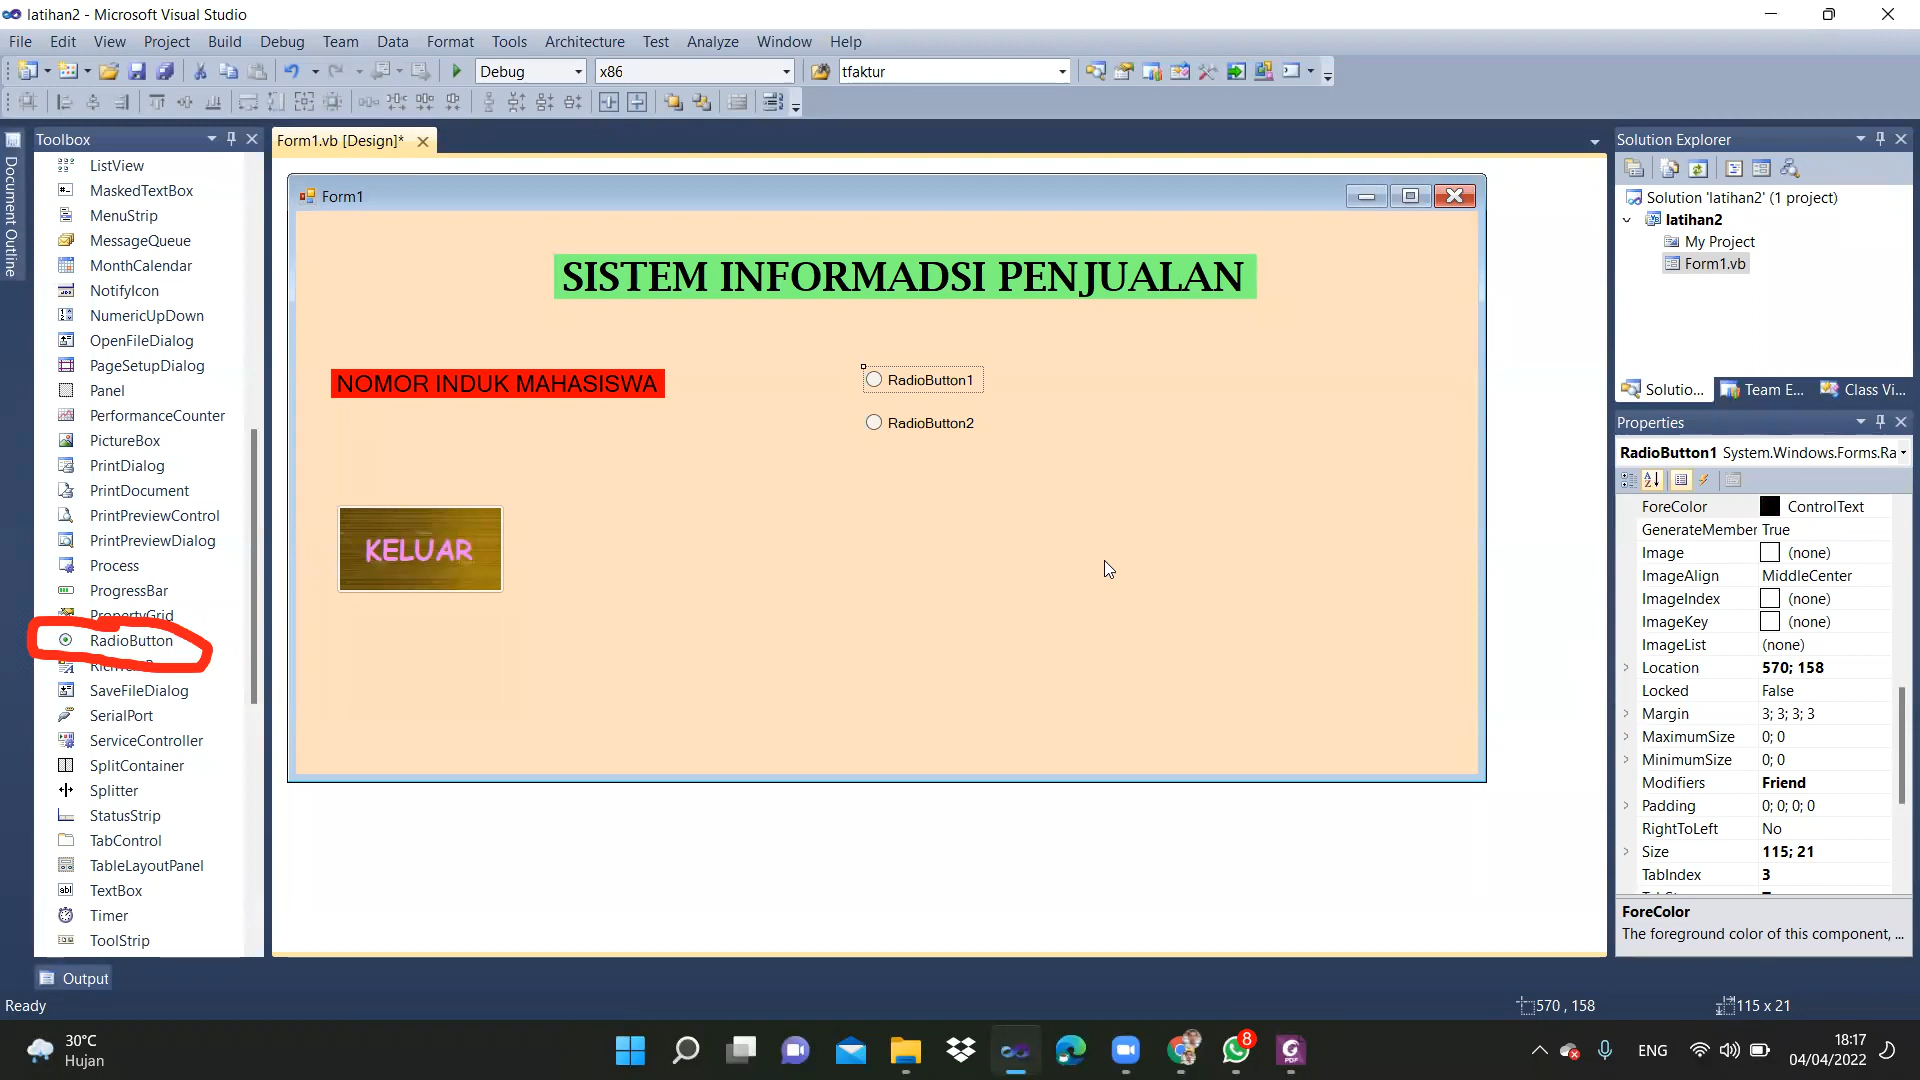 latihan2 - Microsoft Visual Studio
File Edit View Project Build Debug Team Data Format Tools Architecture Test Analyze Window Help
Debug x86 tfaktur
Document Outline
Toolbox
ListView
MaskedTextBox
MenuStrip
MessageQueue
MonthCalendar
NotifyIcon
NumericUpDown
OpenFileDialog
PageSetupDialog
Panel
PerformanceCounter
PictureBox
PrintDialog
PrintDocument
PrintPreviewControl
PrintPreviewDialog
Process
ProgressBar
PropertyGrid
RadioButton
SaveFileDialog
SerialPort
ServiceController
SplitContainer
Splitter
StatusStrip
TabControl
TableLayoutPanel
TextBox
Timer
ToolStrip
Form1.vb [Design]*
Form1
SISTEM INFORMADSI PENJUALAN
NOMOR INDUK MAHASISWA
RadioButton1
RadioButton2
KELUAR
Solution Explorer
Solution 'latihan2' (1 project)
latihan2
My Project
Form1.vb
Solutio... Team E... Class Vi...
Properties
RadioButton1 System.Windows.Forms.Ra
ForeColor ControlText
GenerateMember True
Image (none)
ImageAlign MiddleCenter
ImageIndex (none)
ImageKey (none)
ImageList (none)
Location 570; 158
Locked False
Margin 3; 3; 3; 3
MaximumSize 0; 0
MinimumSize 0; 0
Modifiers Friend
Padding 0; 0; 0; 0
RightToLeft No
Size 115; 21
TabIndex 3
ForeColor
The foreground color of this component, ...
Output
Ready 570 , 158 115 x 21
30°C
Hujan
8
ENG
18:17
04/04/2022